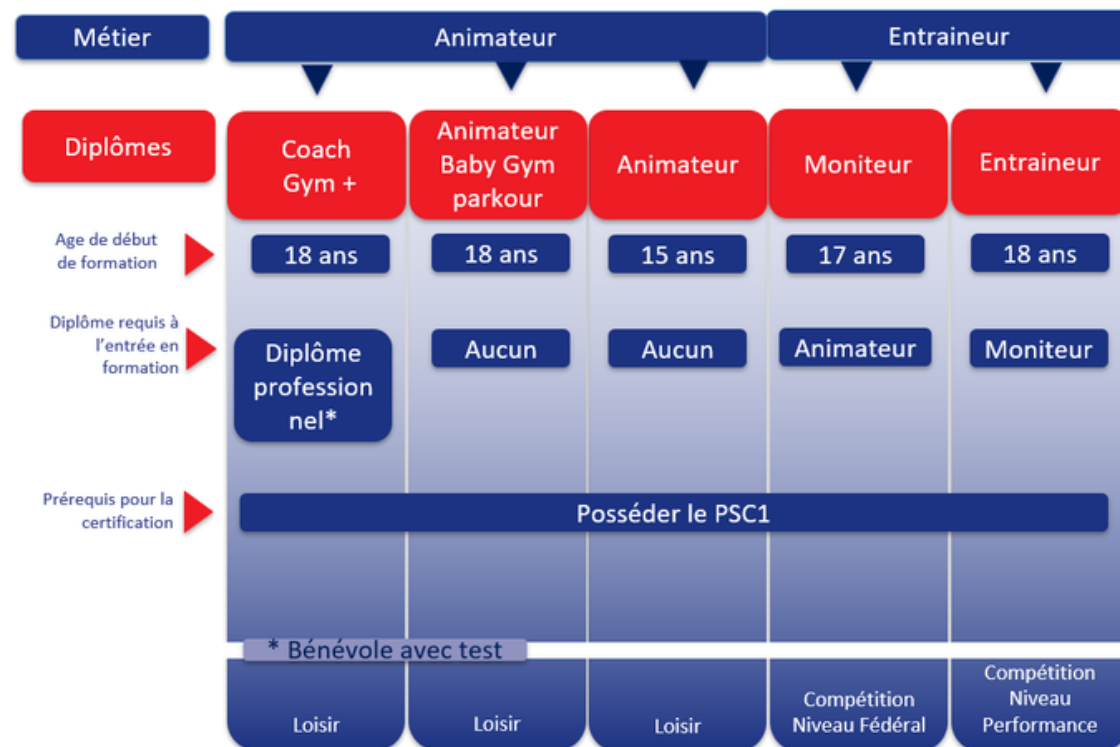 Métier
Animateur
Entraineur
Diplômes
Coach
Gym +
Animateur
Baby Gym
parkour
Animateur
Moniteur
Entraineur
Age de début
de formation
18 ans
18 ans
15 ans
17 ans
18 ans
Diplôme requis à
l'entrée en
formation
Diplôme
profession
nel*
Aucun
Aucun
Animateur
Moniteur
Prérequis pour la
certification
Posséder le PSC1
* Bénévole avec test
Loisir
Loisir
Loisir
Compétition
Niveau Fédéral
Compétition
Niveau
Performance